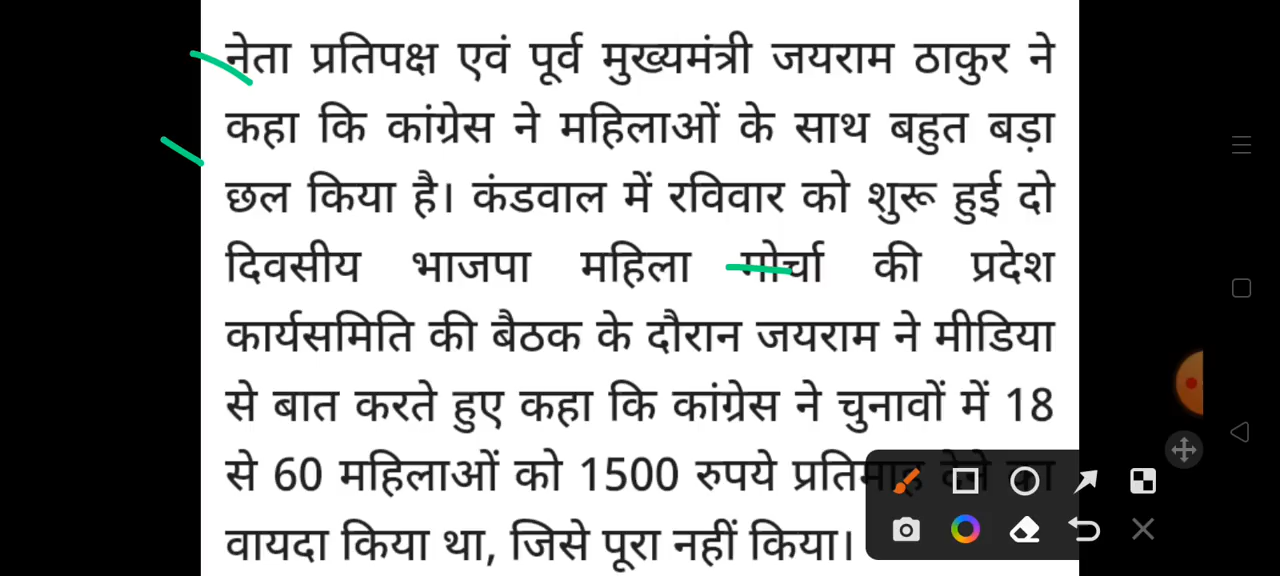 नेता प्रतिपक्ष एवं पूर्व मुख्यमंत्री जयराम ठाकुर ने
कहा कि कांग्रेस ने महिलाओं के साथ बहुत बड़ा
छल किया है। कंडवाल में रविवार को शुरू हुई दो
दिवसीय भाजपा महिला मोर्चा की प्रदेश
कार्यसमिति की बैठक के दौरान जयराम ने मीडिया
से बात करते हुए कहा कि कांग्रेस ने चुनावों में 18
से 60 महिलाओं को 1500 रुपये प्रतिमाह देने का
वायदा किया था, जिसे पूरा नहीं किया।